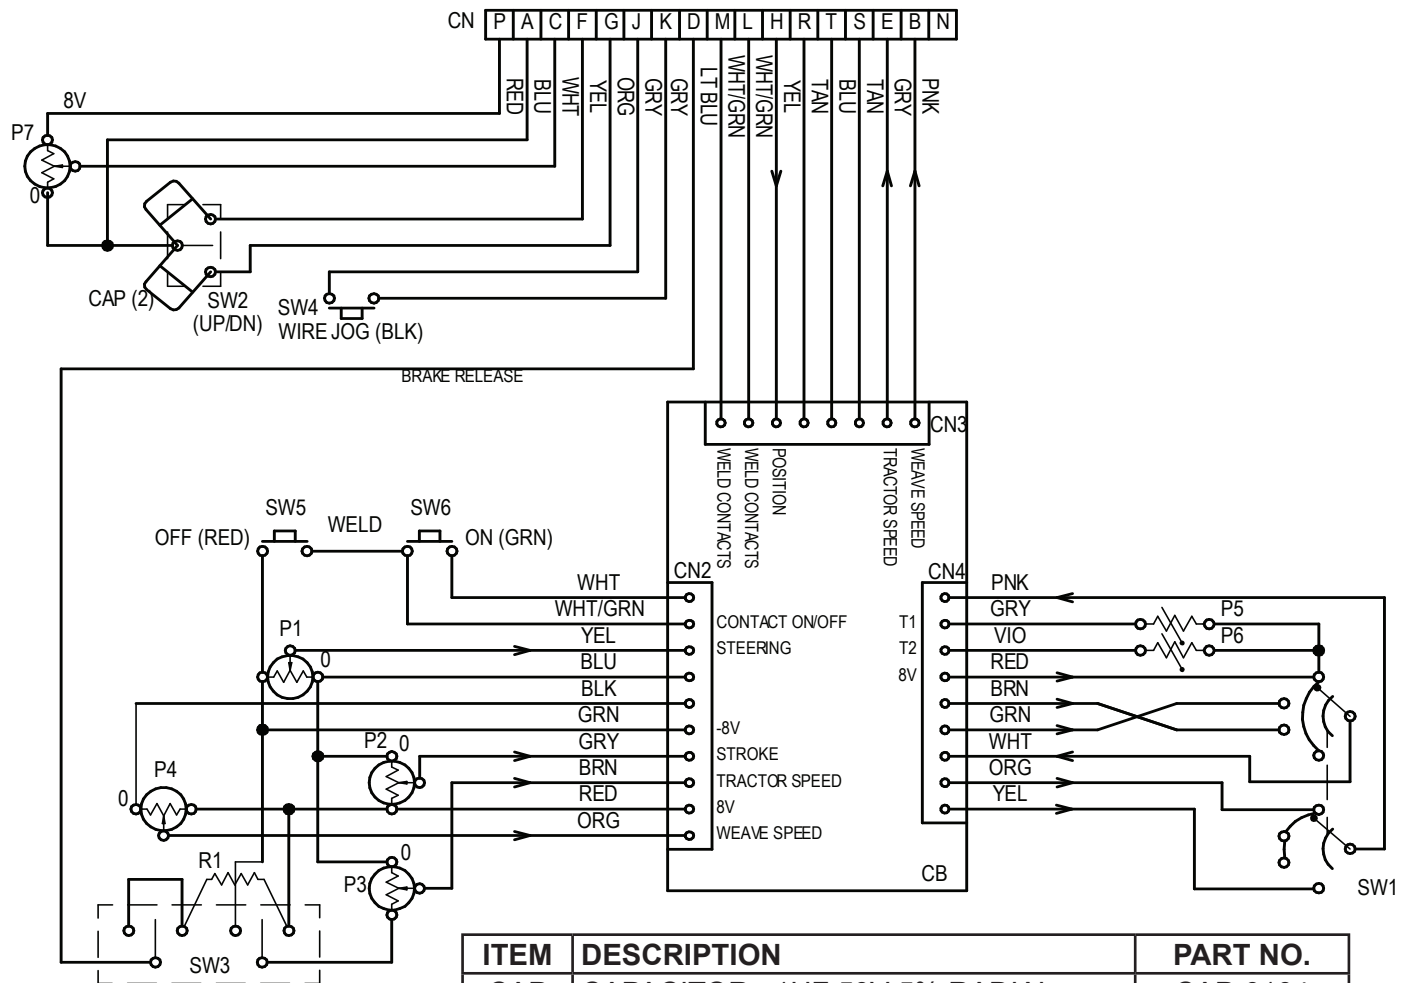 CN P A C F G J K D M L H R T S E B N
RED
BLU
WHT
YEL
ORG
GRY
GRY
LT BLU
WHT/GRN
WHT/GRN
YEL
TAN
BLU
TAN
GRY
PNK
8V
P7
0
CAP (2)
SW2
(UP/DN)
SW4
WIRE JOG (BLK)
BRAKE RELEASE
CN3
WELD CONTACTS
WELD CONTACTS
POSITION
TRACTOR SPEED
WEAVE SPEED
SW5
OFF (RED)
WELD
SW6
ON (GRN)
CN2
WHT
WHT/GRN
CONTACT ON/OFF
YEL
STEERING
BLU
BLK
GRN
-8V
GRY
STROKE
BRN
TRACTOR SPEED
RED
8V
ORG
WEAVE SPEED
P1
0
P2
0
P4
0
R1
P3
0
SW3
CB
CN4
PNK
T1
GRY
P5
T2
VIO
P6
8V
RED
BRN
GRN
WHT
ORG
YEL
SW1
ITEM DESCRIPTION PART NO.